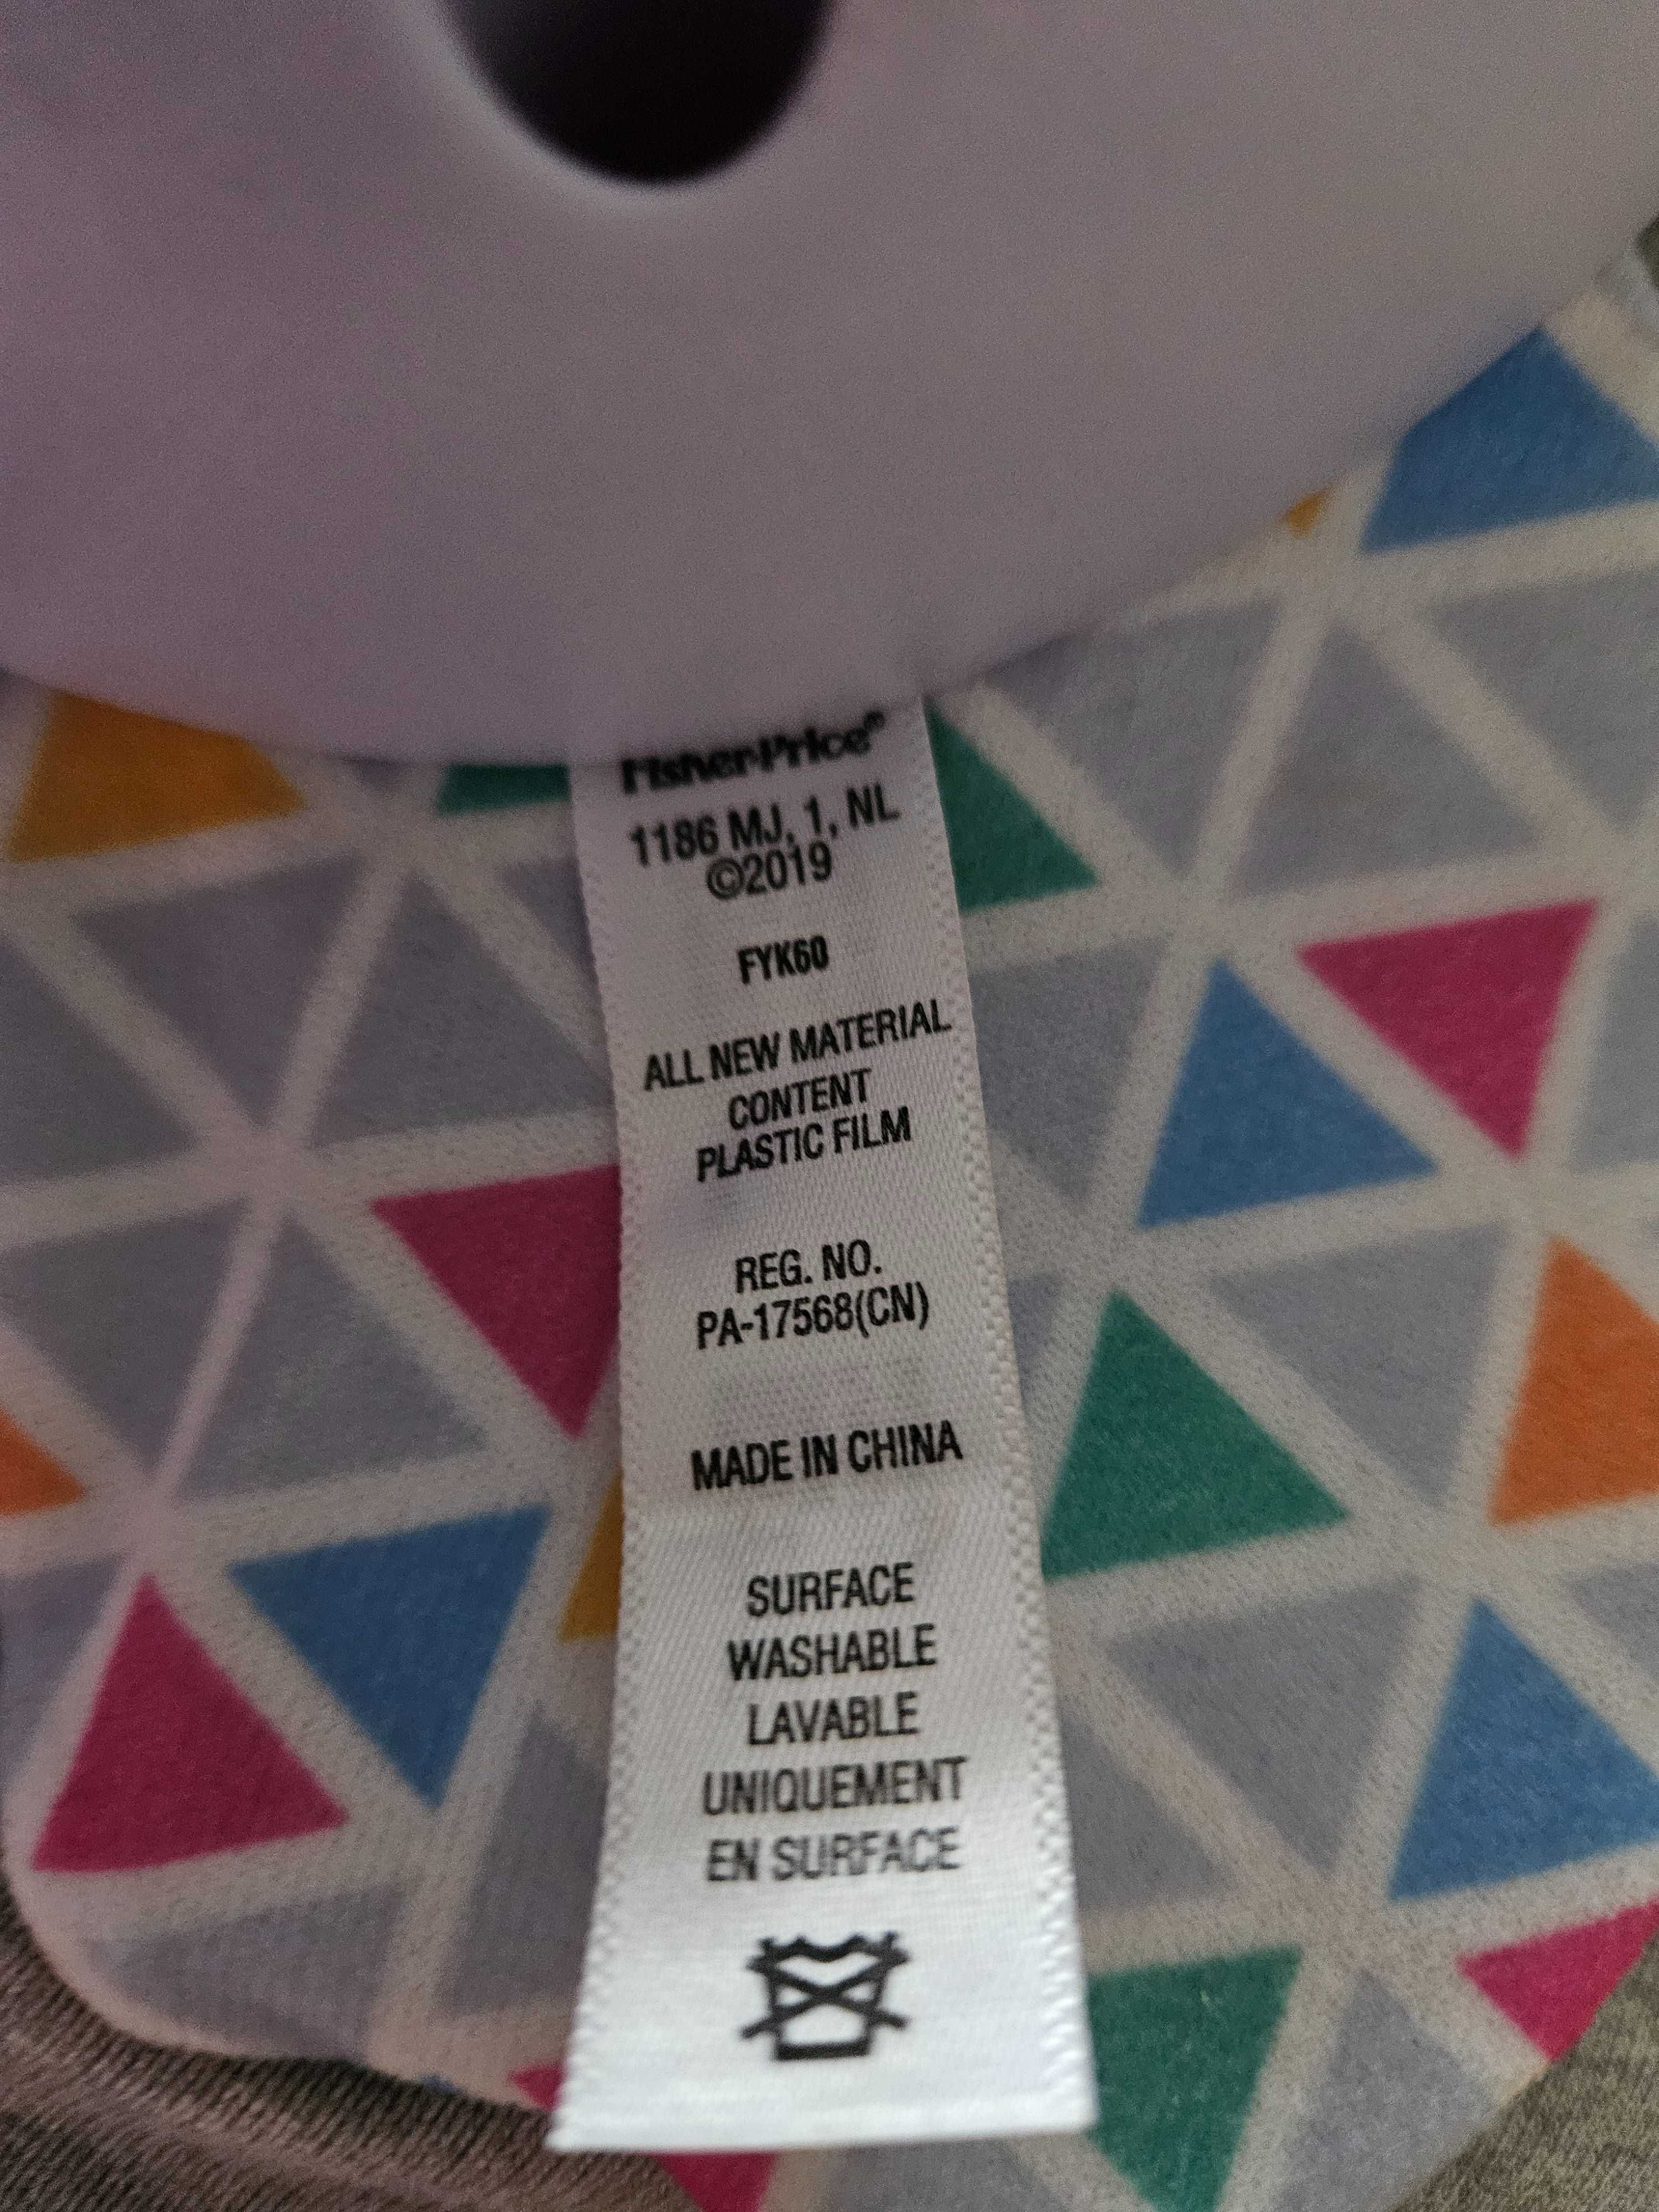 Fisher-Price®
1186 MJ, 1, NL
©2019
FYK60
ALL NEW MATERIAL
CONTENT
PLASTIC FILM
REG. NO.
PA-17568(CN)
MADE IN CHINA
SURFACE
WASHABLE
LAVABLE
UNIQUEMENT
EN SURFACE